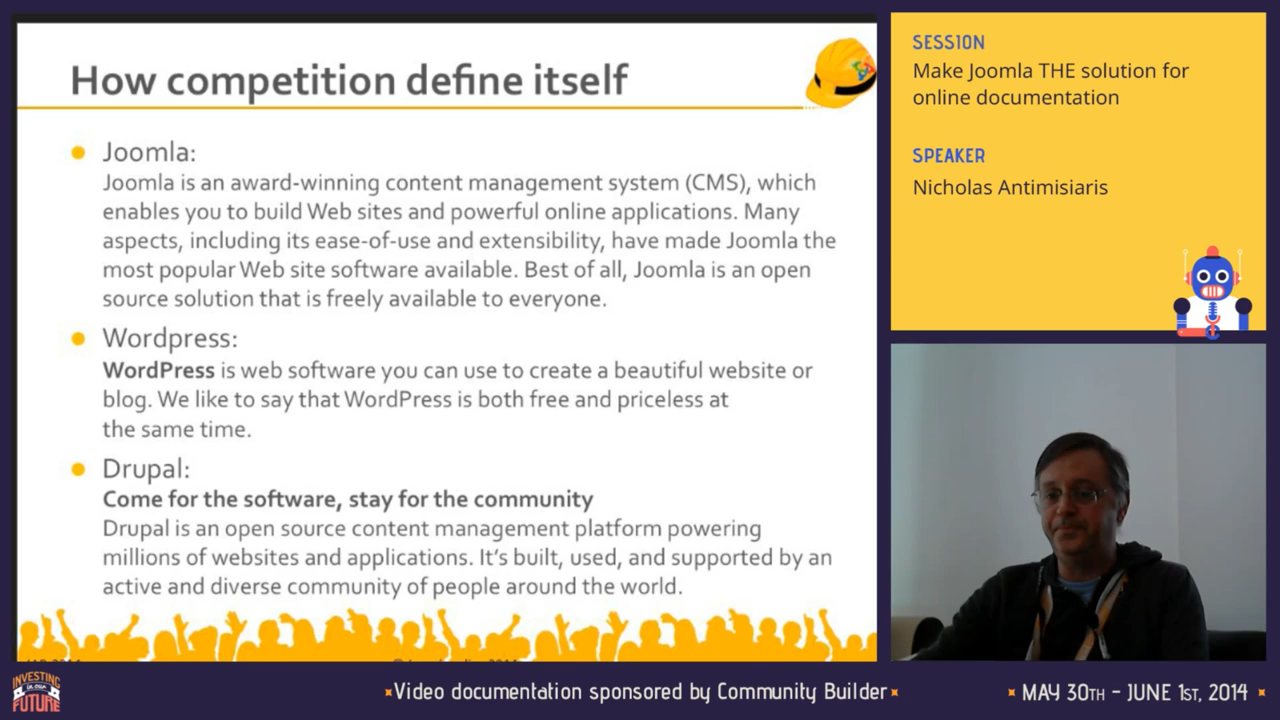 How competition define itself
Joomla:
Joomla is an award-winning content management system (CMS), which
enables you to build Web sites and powerful online applications. Many
aspects, including its ease-of-use and extensibility, have made Joomla the
most popular Web site software available. Best of all, Joomla is an open
source solution that is freely available to everyone.
Wordpress:
WordPress is web software you can use to create a beautiful website or
blog. We like to say that WordPress is both free and priceless at
the same time.
Drupal:
Come for the software, stay for the community
Drupal is an open source content management platform powering
millions of websites and applications. It's built, used, and supported by an
active and diverse community of people around the world.
SESSION
Make Joomla THE solution for
online documentation
SPEAKER
Nicholas Antimisiaris
INVESTING
IN OUR
FUTURE
Video documentation sponsored by Community Builder
MAY 30TH - JUNE 1ST, 2014